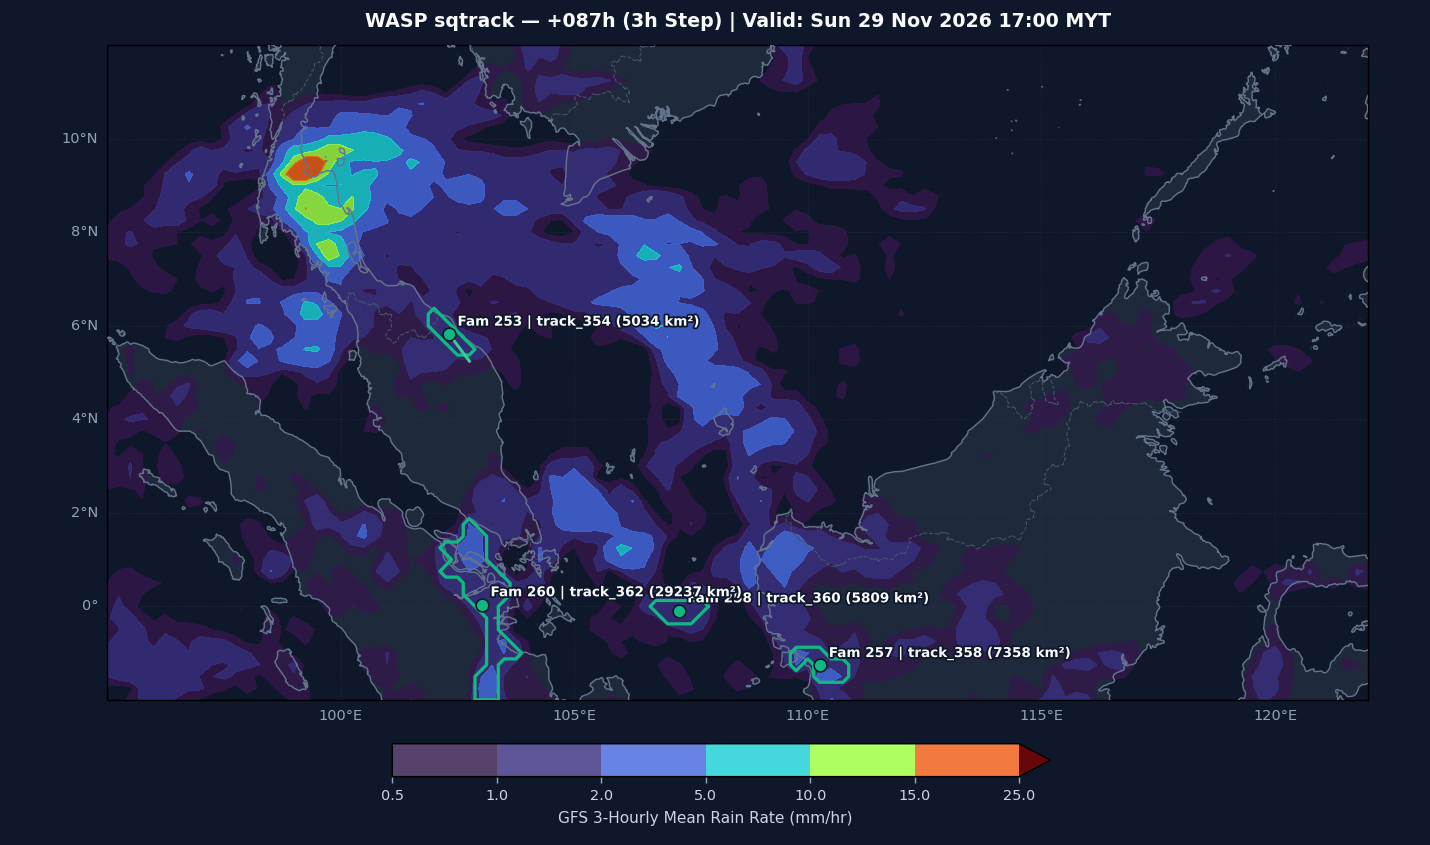 WASP sqtrack — +087h (3h Step) | Valid: Sun 29 Nov 2026 17:00 MYT
10°N
8°N
6°N
4°N
2°N
0°
Fam 253 | track_354 (5034 km²)
Fam 260 | track_362 (29237 km²)
| track_360 (5809 km²)
Fam 257 | track_358 (7358 km²)
100°E
105°E
110°E
115°E
120°E
0.5
1.0
2.0
5.0
10.0
15.0
25.0
GFS 3-Hourly Mean Rain Rate (mm/hr)